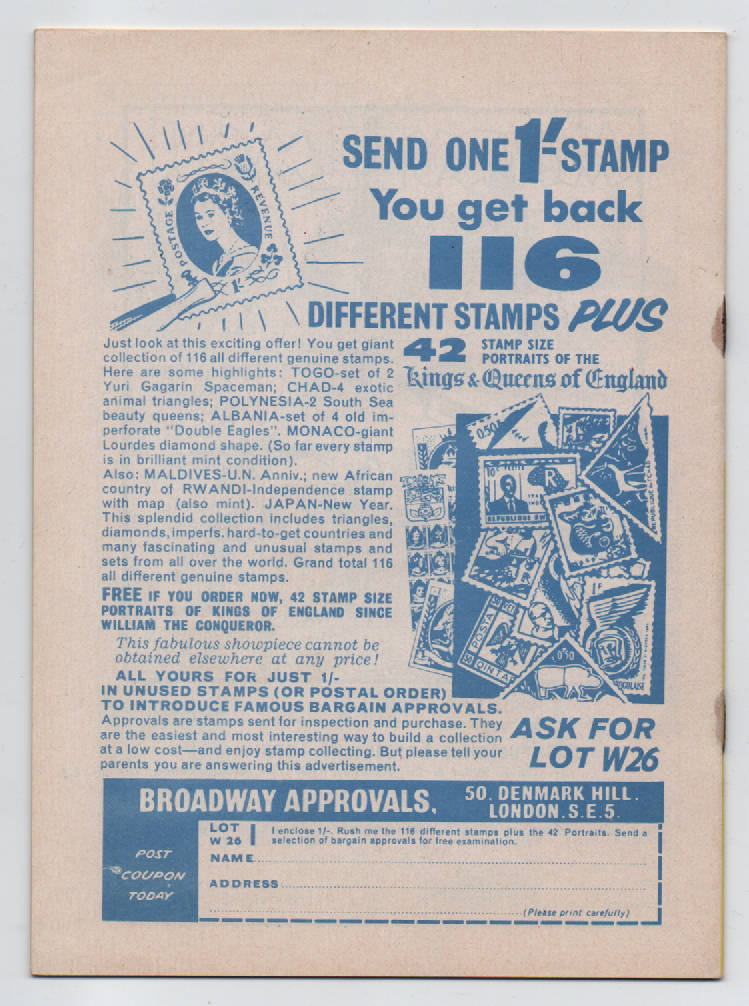 POSTAGE REVENUE
1/-
SEND ONE 1/- STAMP
You get back
116
DIFFERENT STAMPS PLUS
Just look at this exciting offer! You get giant
collection of 116 all different genuine stamps.
Here are some highlights: TOGO-set of 2
Yuri Gagarin Spaceman; CHAD-4 exotic
animal triangles; POLYNESIA-2 South Sea
beauty queens; ALBANIA-set of 4 old im-
perforate "Double Eagles". MONACO-giant
Lourdes diamond shape. (So far every stamp
is in brilliant mint condition).
Also: MALDIVES-U.N. Anniv.; new African
country of RWANDI-Independence stamp
with map (also mint). JAPAN-New Year.
This splendid collection includes triangles,
diamonds, imperfs. hard-to-get countries and
many fascinating and unusual stamps and
sets from all over the world. Grand total 116
all different genuine stamps.
FREE IF YOU ORDER NOW, 42 STAMP SIZE
PORTRAITS OF KINGS OF ENGLAND SINCE
WILLIAM THE CONQUEROR.
This fabulous showpiece cannot be
obtained elsewhere at any price!
ALL YOURS FOR JUST 1/-
IN UNUSED STAMPS (OR POSTAL ORDER)
TO INTRODUCE FAMOUS BARGAIN APPROVALS.
Approvals are stamps sent for inspection and purchase. They
are the easiest and most interesting way to build a collection
at a low cost—and enjoy stamp collecting. But please tell your
parents you are answering this advertisement.
42 STAMP SIZE
PORTRAITS OF THE
Kings & Queens of England
0.50
REPUBLIQUE
POSTA
0.50
TOGOLAISE
ASK FOR
LOT W26
BROADWAY APPROVALS,
50. DENMARK HILL.
LONDON. S.E.5.
POST
COUPON
TODAY
LOT
W 26
I enclose 1/-. Rush me the 116 different stamps plus the 42 Portraits. Send a
selection of bargain approvals for free examination.
NAME
ADDRESS
(Please print carefully)